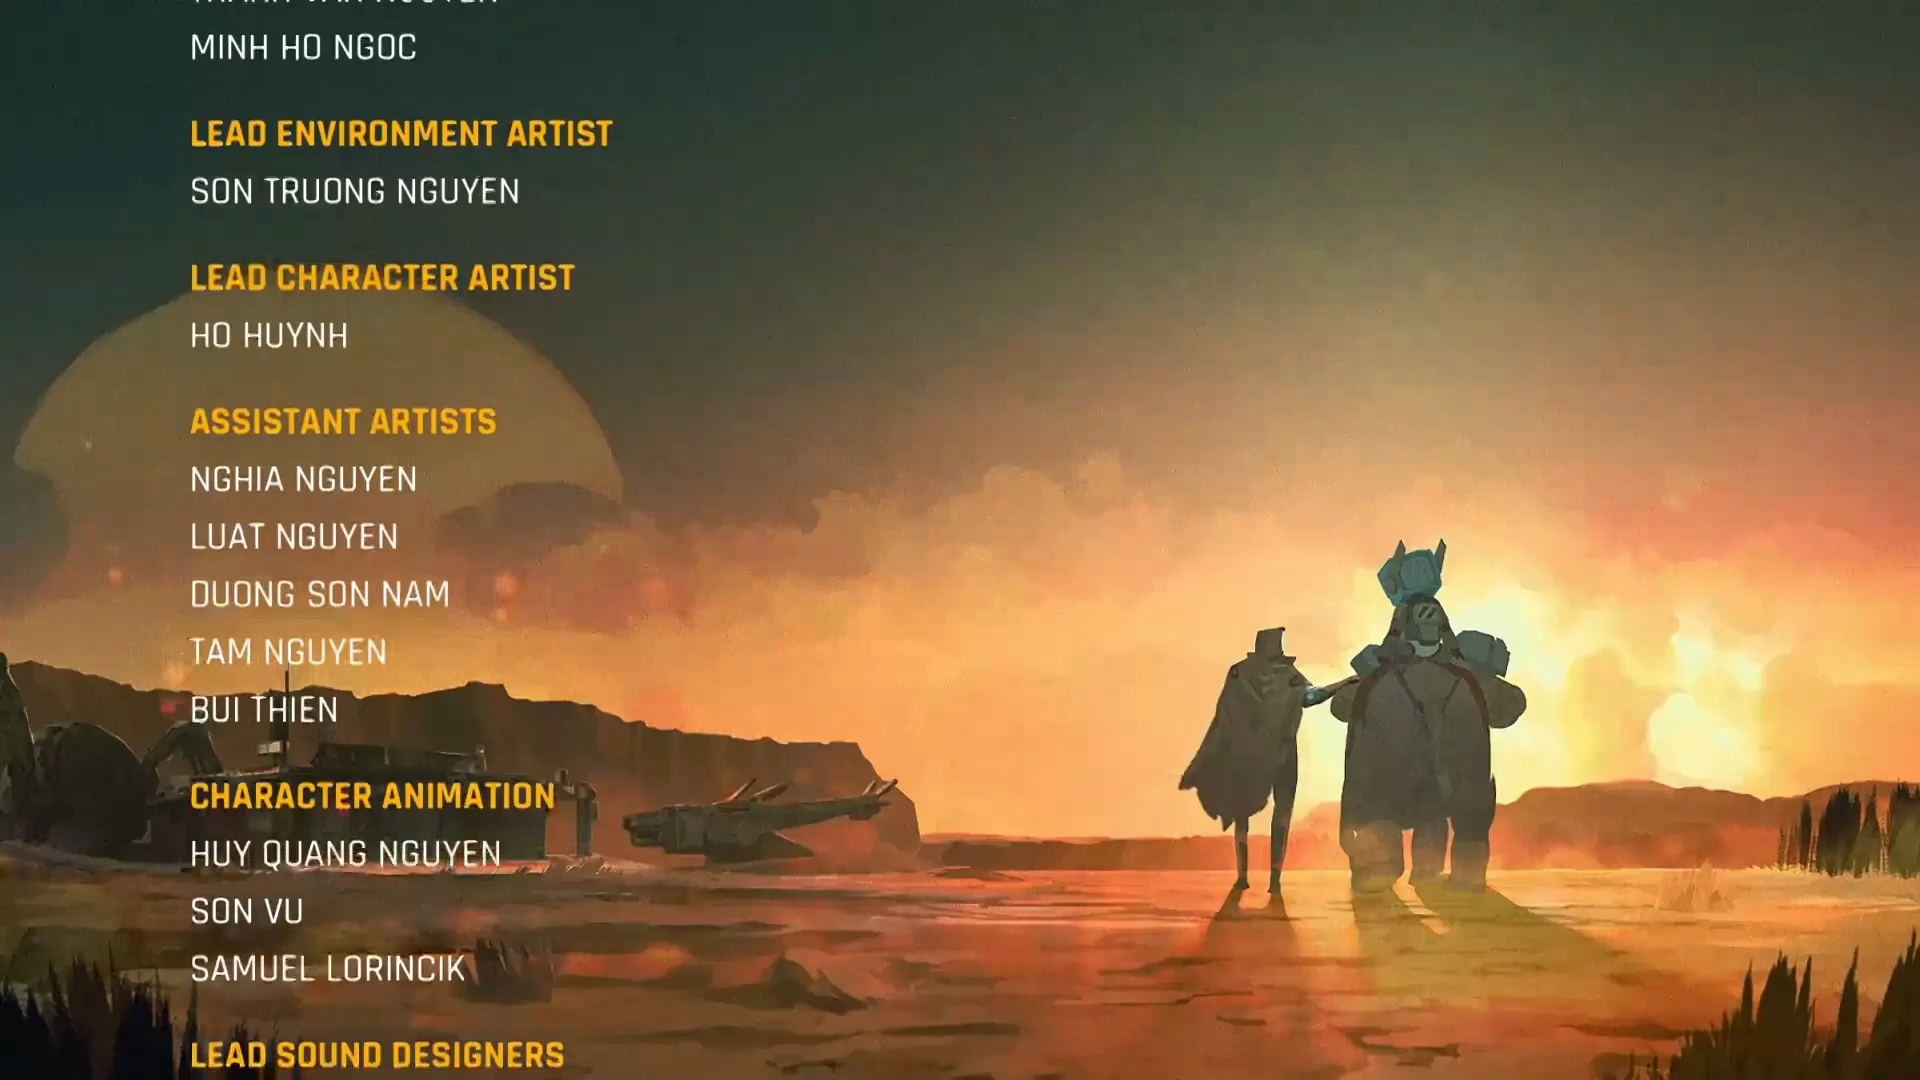 MINH HO NGOC
LEAD ENVIRONMENT ARTIST
SON TRUONG NGUYEN
LEAD CHARACTER ARTIST
HO HUYNH
ASSISTANT ARTISTS
NGHIA NGUYEN
LUAT NGUYEN
DUONG SON NAM
TAM NGUYEN
BUI THIEN
CHARACTER ANIMATION
HUY QUANG NGUYEN
SON VU
SAMUEL LORINCIK
LEAD SOUND DESIGNERS